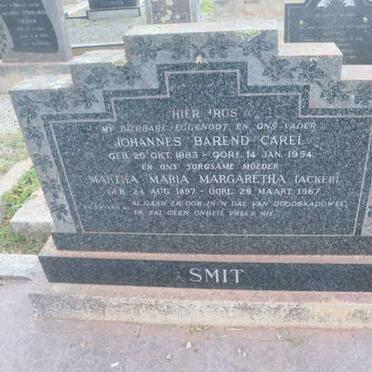 HIER RUS
MY DIERBARE EGGENOOT EN ONS VADER
JOHANNES BAREND CAREL
GEB. 25 OKT. 1883 - OORL. 14 JAN. 1954
EN ONS SORGSAME MOEDER
MARTHA MARIA MARGARETHA (ACKER)
GEB. 24 AUG. 1897 - OORL. 29 MAART 1967
AL GAAN EK OOK IN 'N DAL VAN DOODSKADUWEE,
EK SAL GEEN ONHEIL VREES NIE.
SMIT